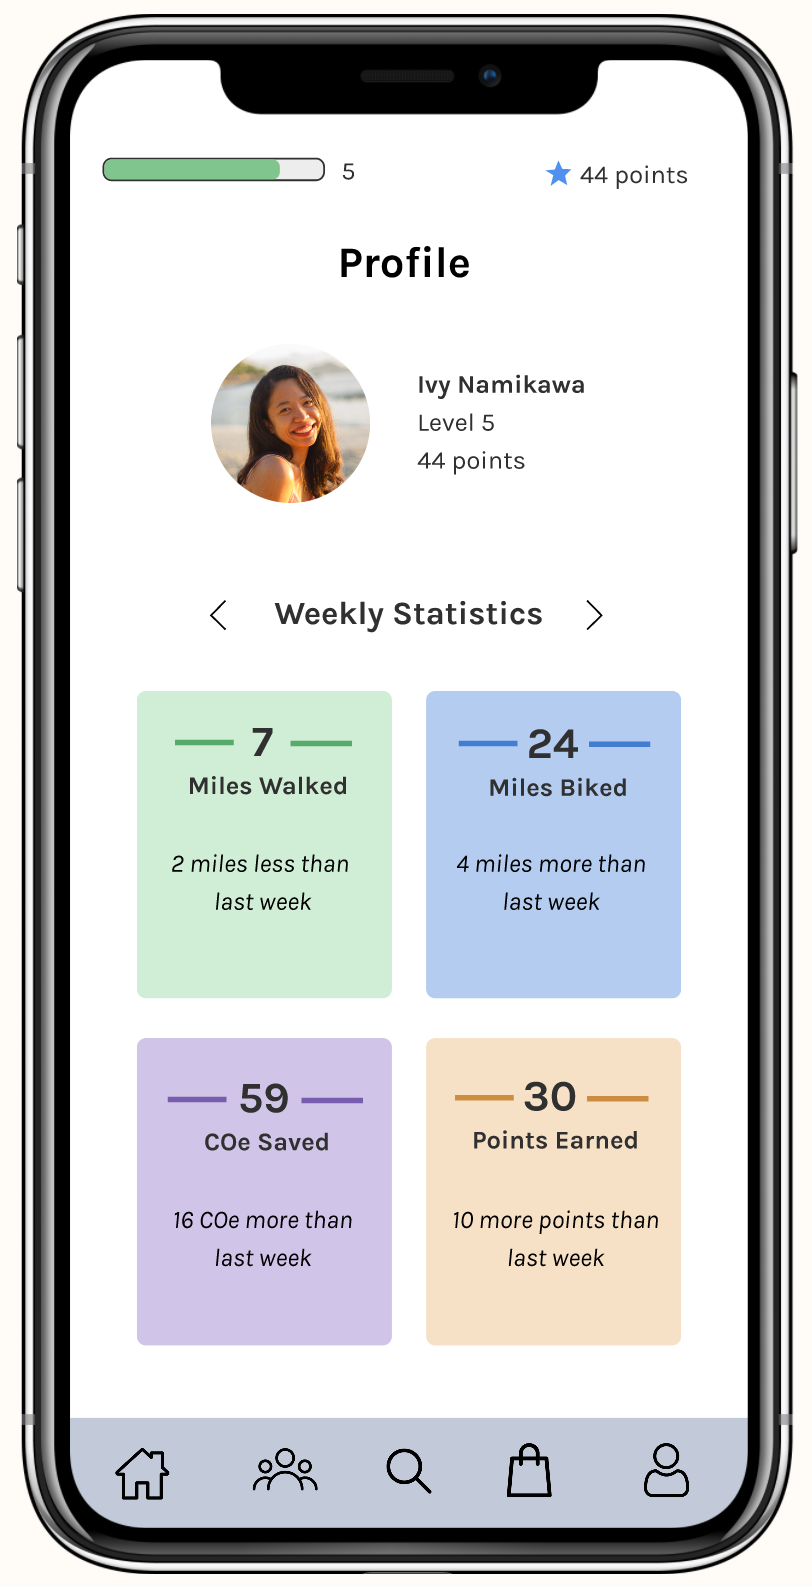 5
44 points
Profile
Ivy Namikawa
Level 5
44 points
Weekly Statistics
7
Miles Walked
2 miles less than
last week
24
Miles Biked
4 miles more than
last week
59
COe Saved
16 COe more than
last week
30
Points Earned
10 more points than
last week